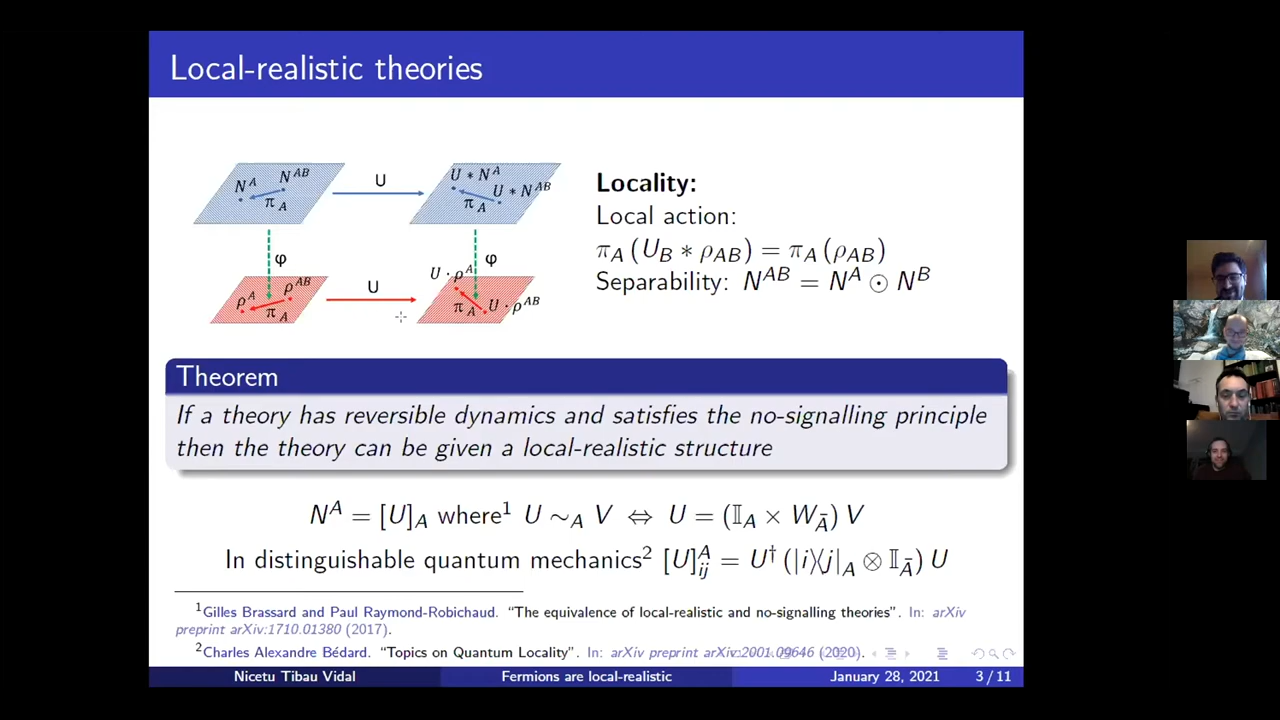 Local-realistic theories
N^A N^AB π_A
U
U * N^A U * N^AB π_A
φ φ
ρ^A ρ^AB π_A
U
U · ρ^A π_A U · ρ^AB
Locality:
Local action:
π_A (U_B * ρ_AB) = π_A (ρ_AB)
Separability: N^AB = N^A ⊙ N^B
Theorem
If a theory has reversible dynamics and satisfies the no-signalling principle
then the theory can be given a local-realistic structure
N^A = [U]_A where¹ U ∼_A V ⇔ U = (𝕀_A × W_Ā) V
In distinguishable quantum mechanics² [U]^A_ij = U† (|i⟩⟨j|_A ⊗ 𝕀_Ā) U
¹Gilles Brassard and Paul Raymond-Robichaud. “The equivalence of local-realistic and no-signalling theories”. In: arXiv
preprint arXiv:1710.01380 (2017).
²Charles Alexandre Bédard. “Topics on Quantum Locality”. In: arXiv preprint arXiv:2001.09646 (2020).
Nicetu Tibau Vidal Fermions are local-realistic January 28, 2021 3 / 11